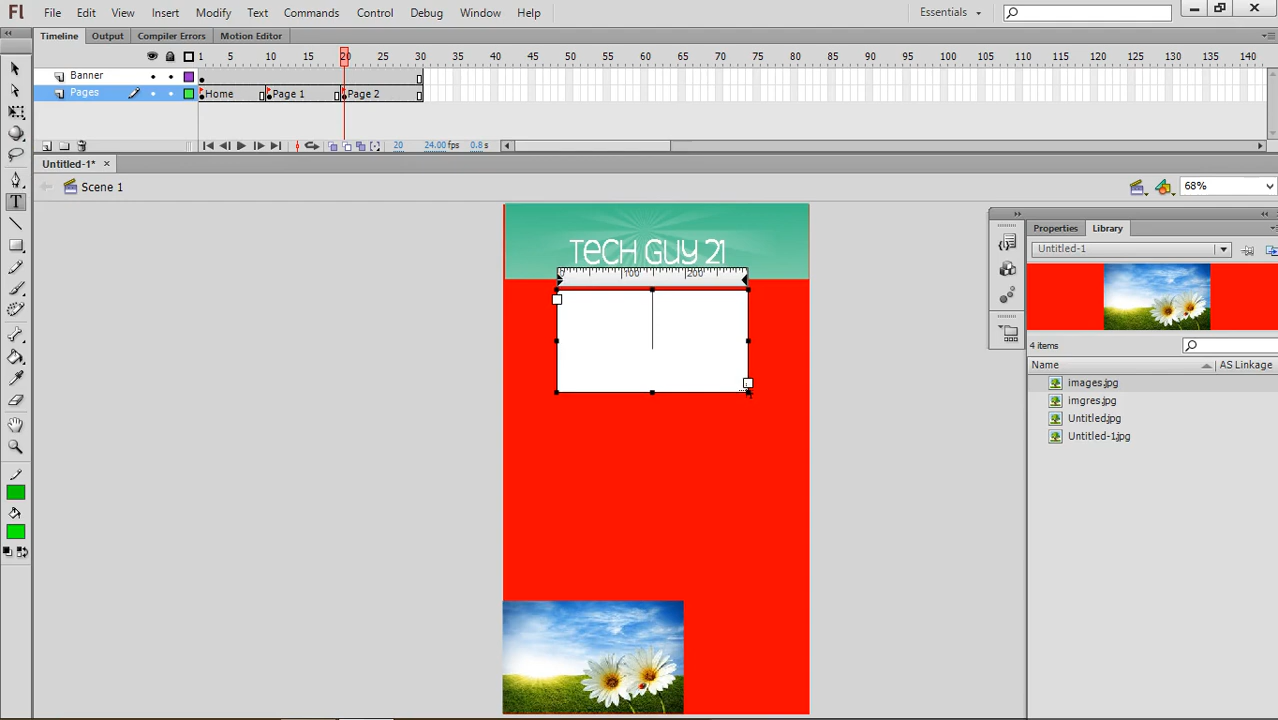 Fl File Edit View Insert Modify Text Commands Control Debug Window Help Essentials
Timeline Output Compiler Errors Motion Editor
1 5 10 15 20 25 30 35 40 45 50 55 60 65 70 75 80 85 90 95 100 105 110 115 120 125 130 135 140
Banner
Pages Home Page 1 Page 2
20 24.00 fps 0.8 s
Untitled-1*
Scene 1 68%
TECH GUY 21
100 200
Properties Library
Untitled-1
4 items
Name AS Linkage
images.jpg
imgres.jpg
Untitled.jpg
Untitled-1.jpg